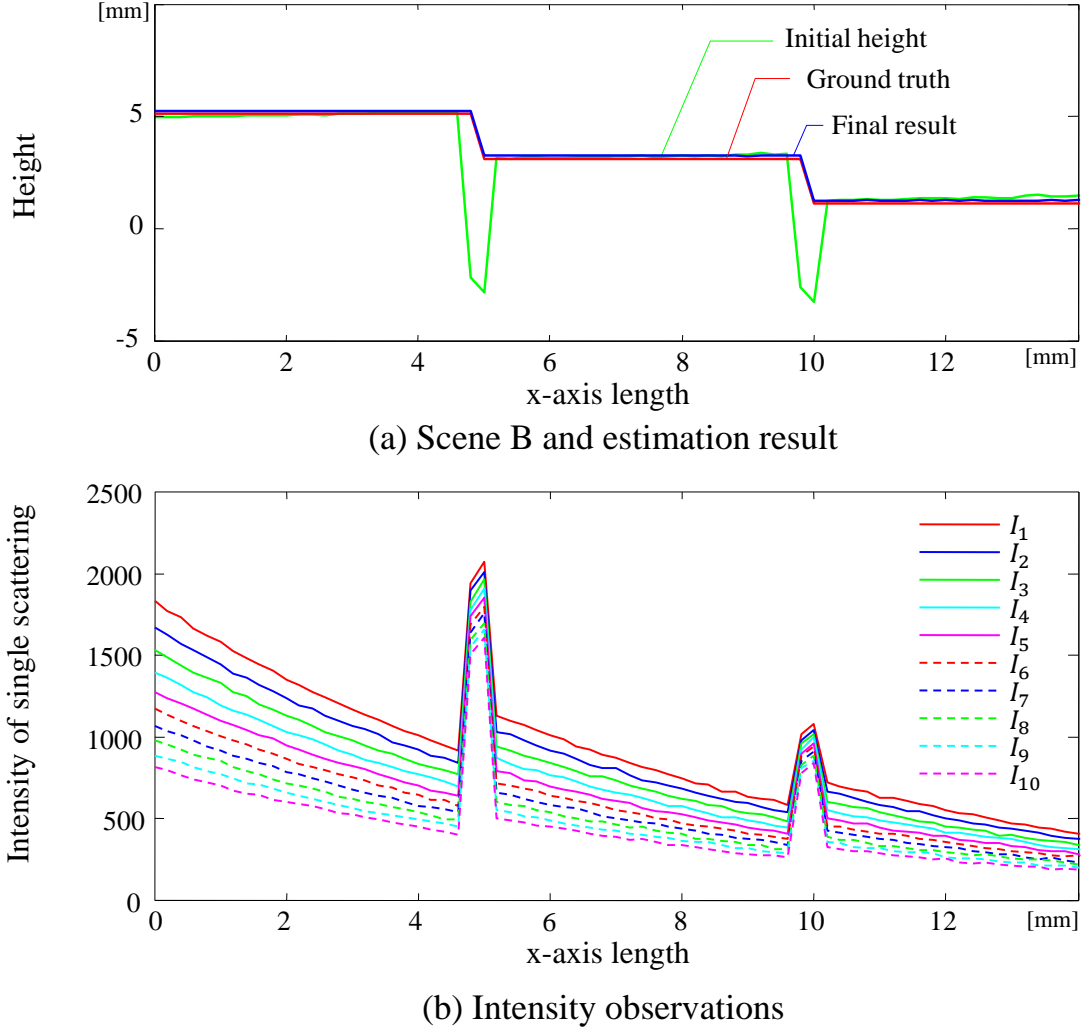 [mm]
Initial height
Ground truth
Final result
Height
5
0
-5
0 2 4 6 8 10 12 [mm]
x-axis length
(a) Scene B and estimation result
Intensity of single scattering
2500
2000
1500
1000
500
0
I1
I2
I3
I4
I5
I6
I7
I8
I9
I10
0 2 4 6 8 10 12 [mm]
x-axis length
(b) Intensity observations